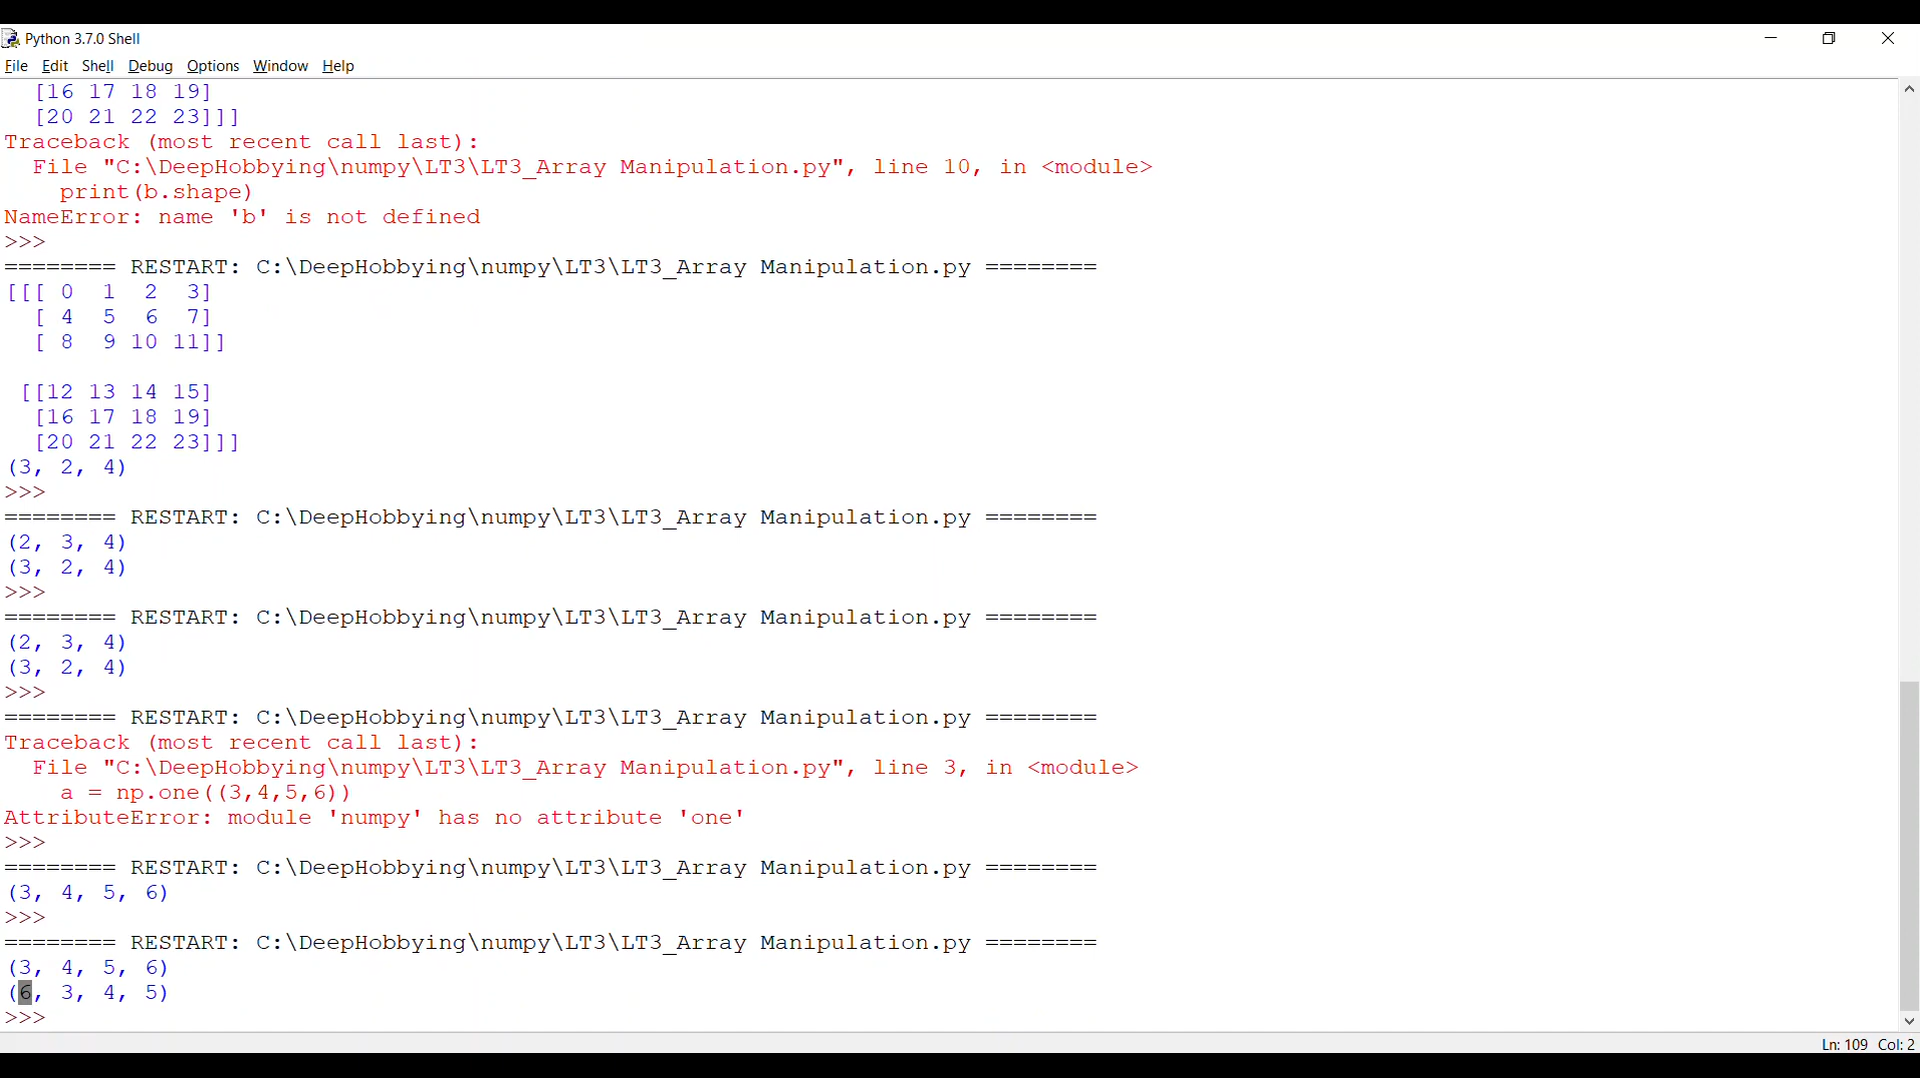 Python 3.7.0 Shell
File Edit Shell Debug Options Window Help
[16 17 18 19]
[20 21 22 23]]]
Traceback (most recent call last):
File "C:\DeepHobbying\numpy\LT3\LT3_Array Manipulation.py", line 10, in <module>
print(b.shape)
NameError: name 'b' is not defined
>>>
======== RESTART: C:\DeepHobbying\numpy\LT3\LT3_Array Manipulation.py ========
[[[ 0  1  2  3]
[ 4  5  6  7]
[ 8  9 10 11]]
[[12 13 14 15]
[16 17 18 19]
[20 21 22 23]]]
(3, 2, 4)
>>>
======== RESTART: C:\DeepHobbying\numpy\LT3\LT3_Array Manipulation.py ========
(2, 3, 4)
(3, 2, 4)
>>>
======== RESTART: C:\DeepHobbying\numpy\LT3\LT3_Array Manipulation.py ========
(2, 3, 4)
(3, 2, 4)
>>>
======== RESTART: C:\DeepHobbying\numpy\LT3\LT3_Array Manipulation.py ========
Traceback (most recent call last):
File "C:\DeepHobbying\numpy\LT3\LT3_Array Manipulation.py", line 3, in <module>
a = np.one((3,4,5,6))
AttributeError: module 'numpy' has no attribute 'one'
>>>
======== RESTART: C:\DeepHobbying\numpy\LT3\LT3_Array Manipulation.py ========
(3, 4, 5, 6)
>>>
======== RESTART: C:\DeepHobbying\numpy\LT3\LT3_Array Manipulation.py ========
(3, 4, 5, 6)
(6, 3, 4, 5)
>>>
Ln: 109 Col: 2